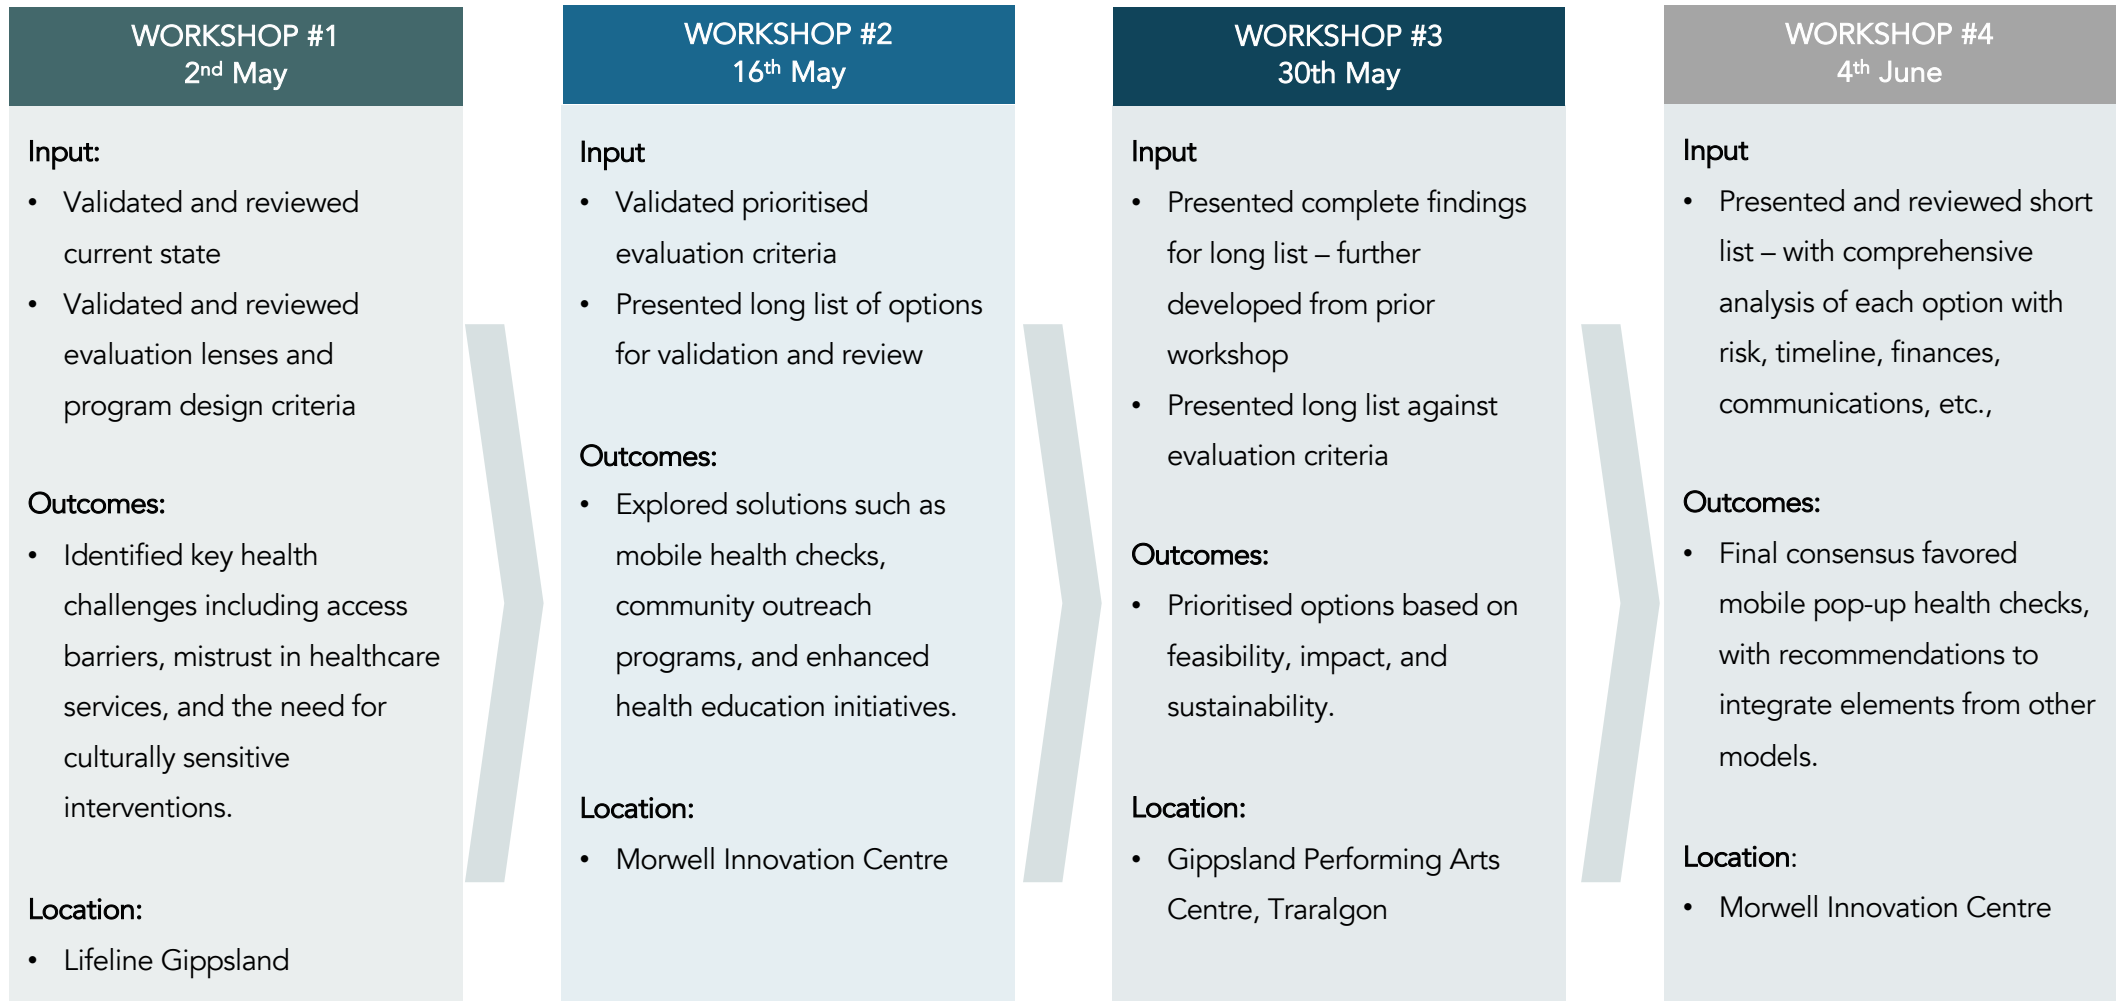 WORKSHOP #1
2nd May
Input:
• Validated and reviewed
current state
• Validated and reviewed
evaluation lenses and
program design criteria
Outcomes:
• Identified key health
challenges including access
barriers, mistrust in healthcare
services, and the need for
culturally sensitive
interventions.
Location:
• Lifeline Gippsland
WORKSHOP #2
16th May
Input
• Validated prioritised
evaluation criteria
• Presented long list of options
for validation and review
Outcomes:
• Explored solutions such as
mobile health checks,
community outreach
programs, and enhanced
health education initiatives.
Location:
• Morwell Innovation Centre
WORKSHOP #3
30th May
Input
• Presented complete findings
for long list – further
developed from prior
workshop
• Presented long list against
evaluation criteria
Outcomes:
• Prioritised options based on
feasibility, impact, and
sustainability.
Location:
• Gippsland Performing Arts
Centre, Traralgon
WORKSHOP #4
4th June
Input
• Presented and reviewed short
list – with comprehensive
analysis of each option with
risk, timeline, finances,
communications, etc.,
Outcomes:
• Final consensus favored
mobile pop-up health checks,
with recommendations to
integrate elements from other
models.
Location:
• Morwell Innovation Centre